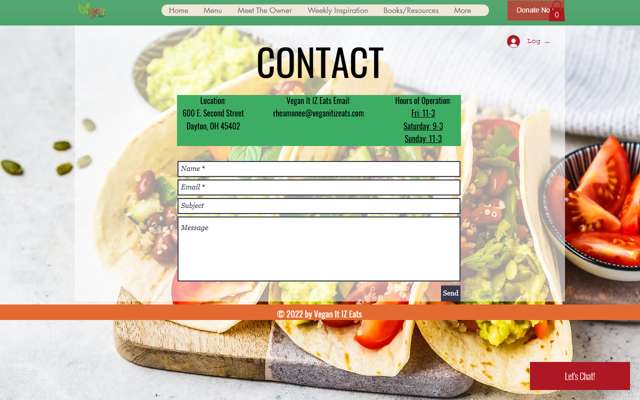 Home
Menu
Meet The Owner
Weekly Inspiration
Books/Resources
More
Donate No
0
Log ...
CONTACT
Location:
600 E. Second Street
Dayton, OH 45402
Vegan It IZ Eats Email
rheamonee@veganitizeats.com
Hours of Operation:
Fri: 11-3
Saturday: 9-3
Sunday: 11-3
Name *
Email *
Subject
Message
Send
© 2022 by Vegan It IZ Eats
Let's Chat!